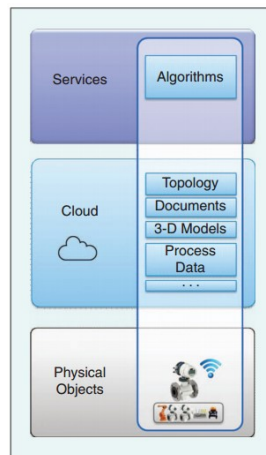 Services
Algorithms
Cloud
Topology
Documents
3-D Models
Process
Data
. . .
Physical
Objects